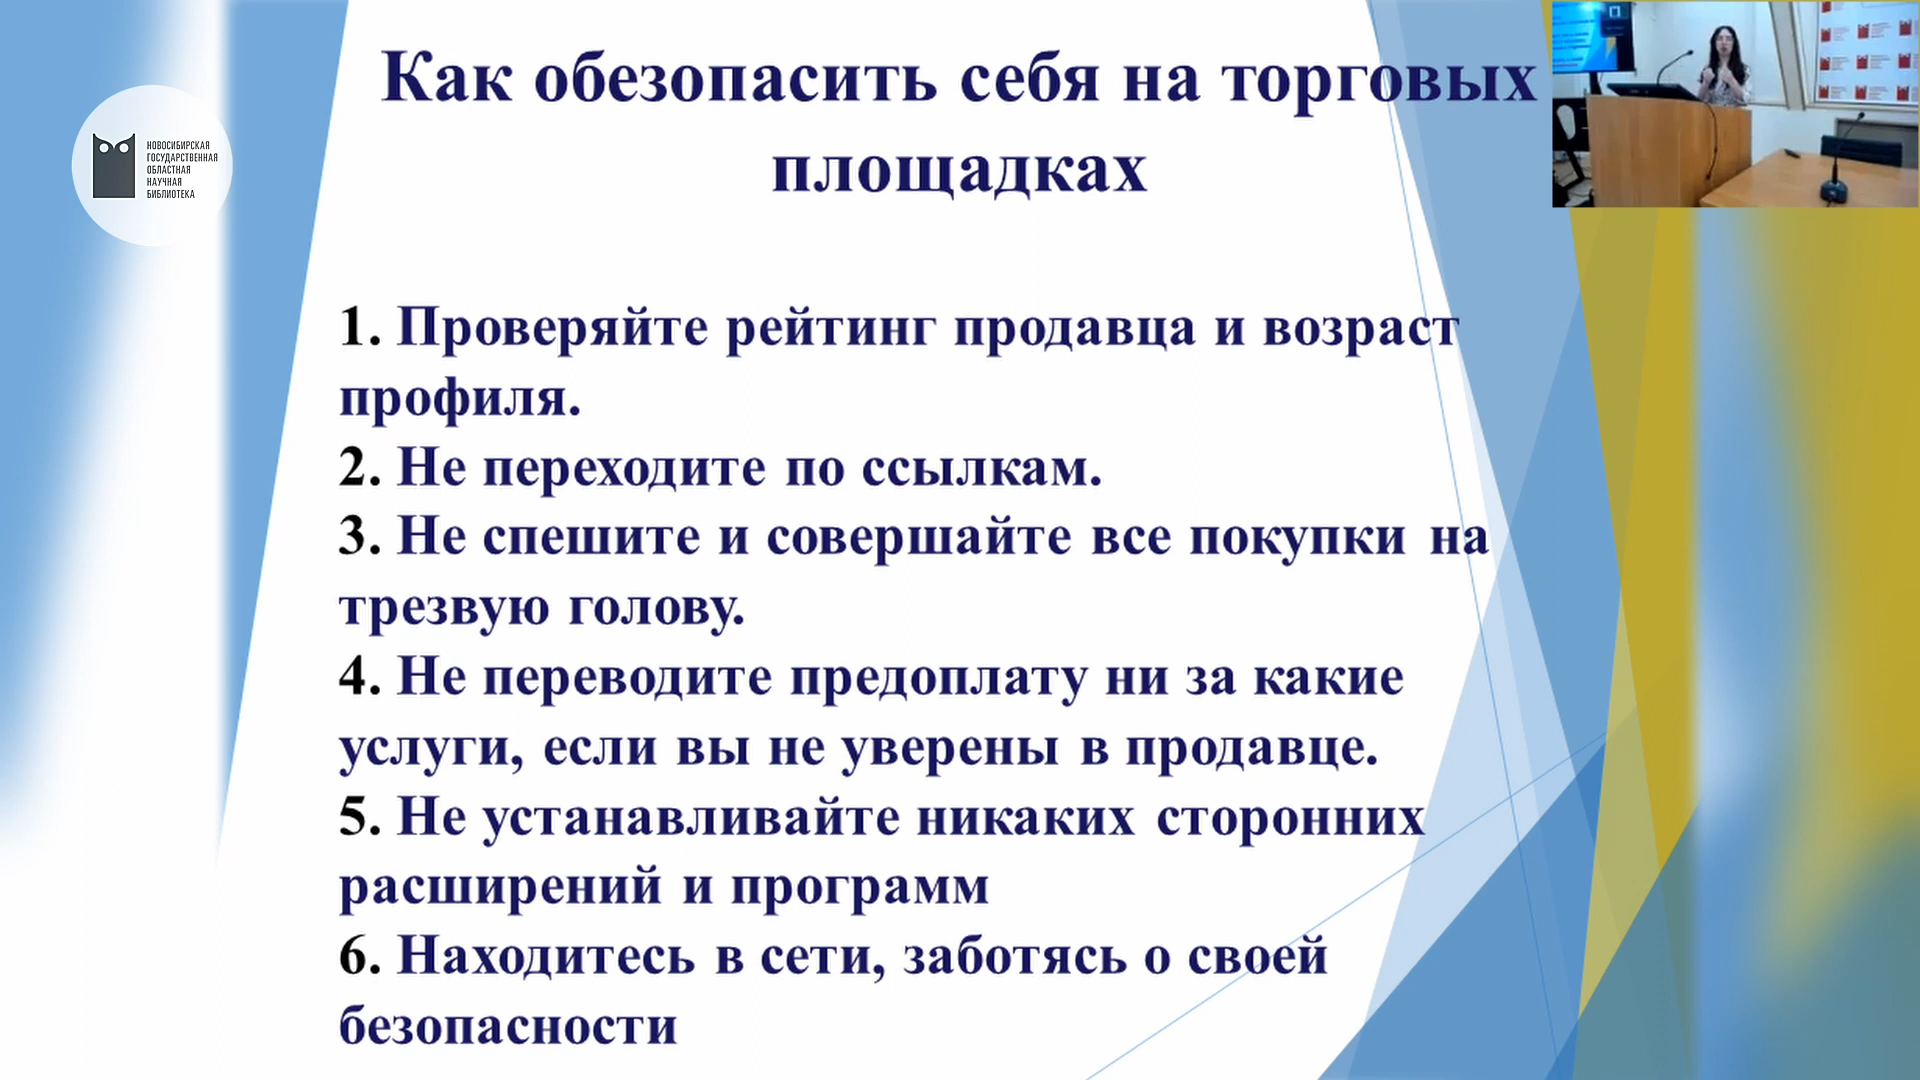 Как обезопасить себя на торговых
площадках
НОВОСИБИРСКАЯ
ГОСУДАРСТВЕННАЯ
ОБЛАСТНАЯ
НАУЧНАЯ
БИБЛИОТЕКА
1. Проверяйте рейтинг продавца и возраст
профиля.
2. Не переходите по ссылкам.
3. Не спешите и совершайте все покупки на
трезвую голову.
4. Не переводите предоплату ни за какие
услуги, если вы не уверены в продавце.
5. Не устанавливайте никаких сторонних
расширений и программ
6. Находитесь в сети, заботясь о своей
безопасности